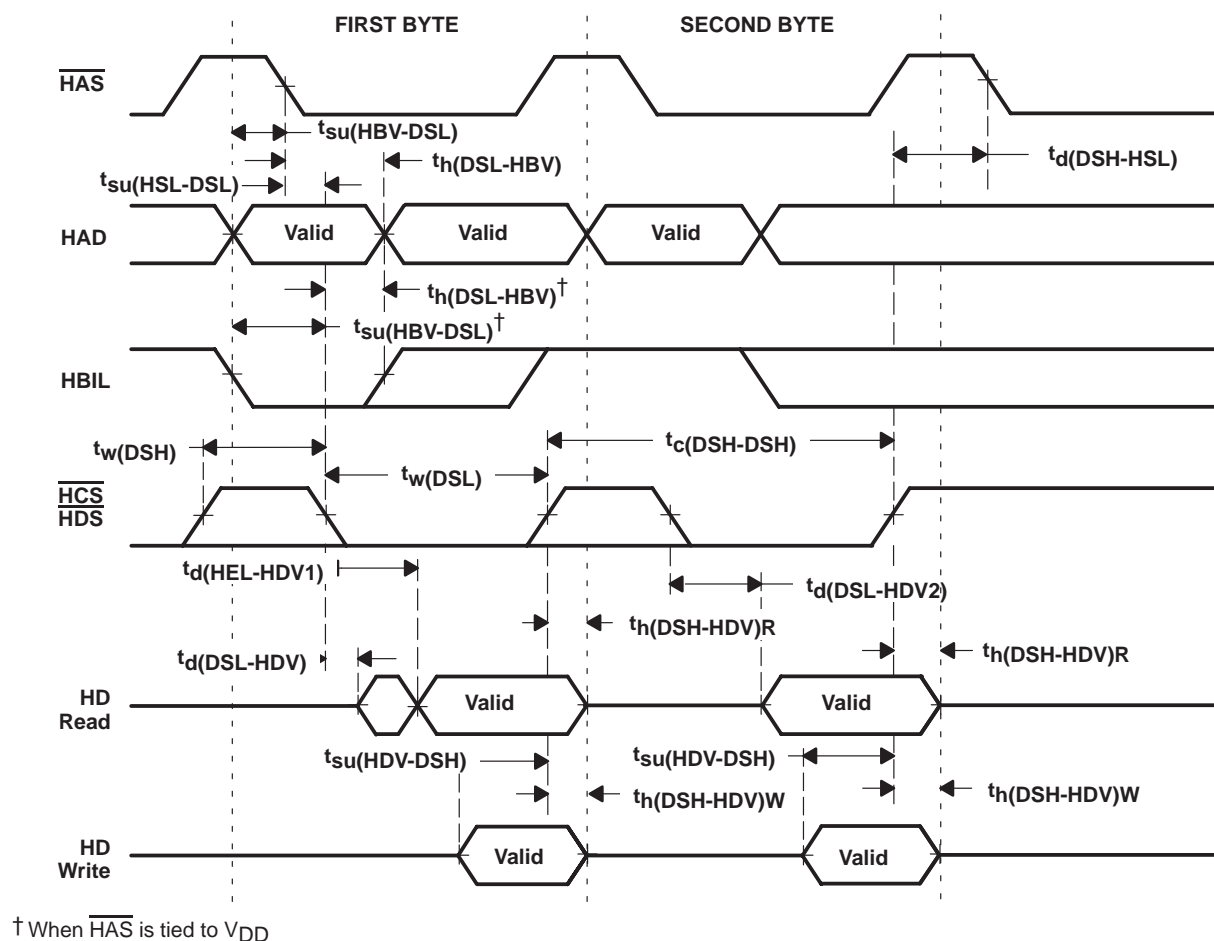 FIRST BYTE SECOND BYTE
HAS
tsu(HBV-DSL)
th(DSL-HBV)
td(DSH-HSL)
tsu(HSL-DSL)
HAD Valid Valid Valid
th(DSL-HBV)†
tsu(HBV-DSL)†
HBIL
tw(DSH)
tc(DSH-DSH)
tw(DSL)
HCS
HDS
td(HEL-HDV1)
td(DSL-HDV2)
th(DSH-HDV)R
td(DSL-HDV)
th(DSH-HDV)R
HD
Read
Valid Valid
tsu(HDV-DSH)
tsu(HDV-DSH)
th(DSH-HDV)W
th(DSH-HDV)W
HD
Write
Valid Valid
† When HAS is tied to VDD